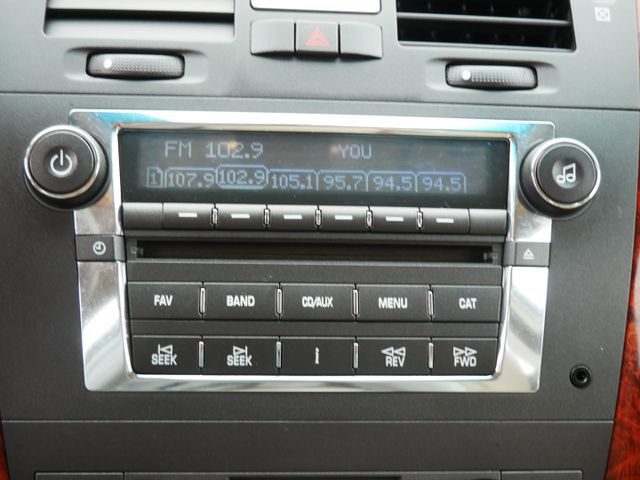 FM 102.9 YOU
1 107.9 102.9 105.1 95.7 94.5 94.5
FAV BAND CD/AUX MENU CAT
SEEK SEEK i REV FWD